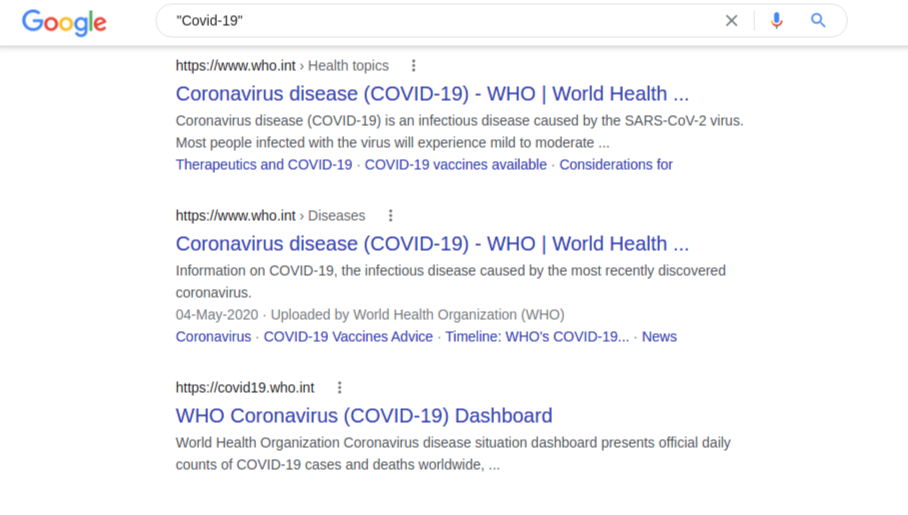 Google
"Covid-19"
https://www.who.int › Health topics
Coronavirus disease (COVID-19) - WHO | World Health ...
Coronavirus disease (COVID-19) is an infectious disease caused by the SARS-CoV-2 virus.
Most people infected with the virus will experience mild to moderate ...
Therapeutics and COVID-19 · COVID-19 vaccines available · Considerations for
https://www.who.int › Diseases
Coronavirus disease (COVID-19) - WHO | World Health ...
Information on COVID-19, the infectious disease caused by the most recently discovered
coronavirus.
04-May-2020 · Uploaded by World Health Organization (WHO)
Coronavirus · COVID-19 Vaccines Advice · Timeline: WHO's COVID-19... · News
https://covid19.who.int
WHO Coronavirus (COVID-19) Dashboard
World Health Organization Coronavirus disease situation dashboard presents official daily
counts of COVID-19 cases and deaths worldwide, ...